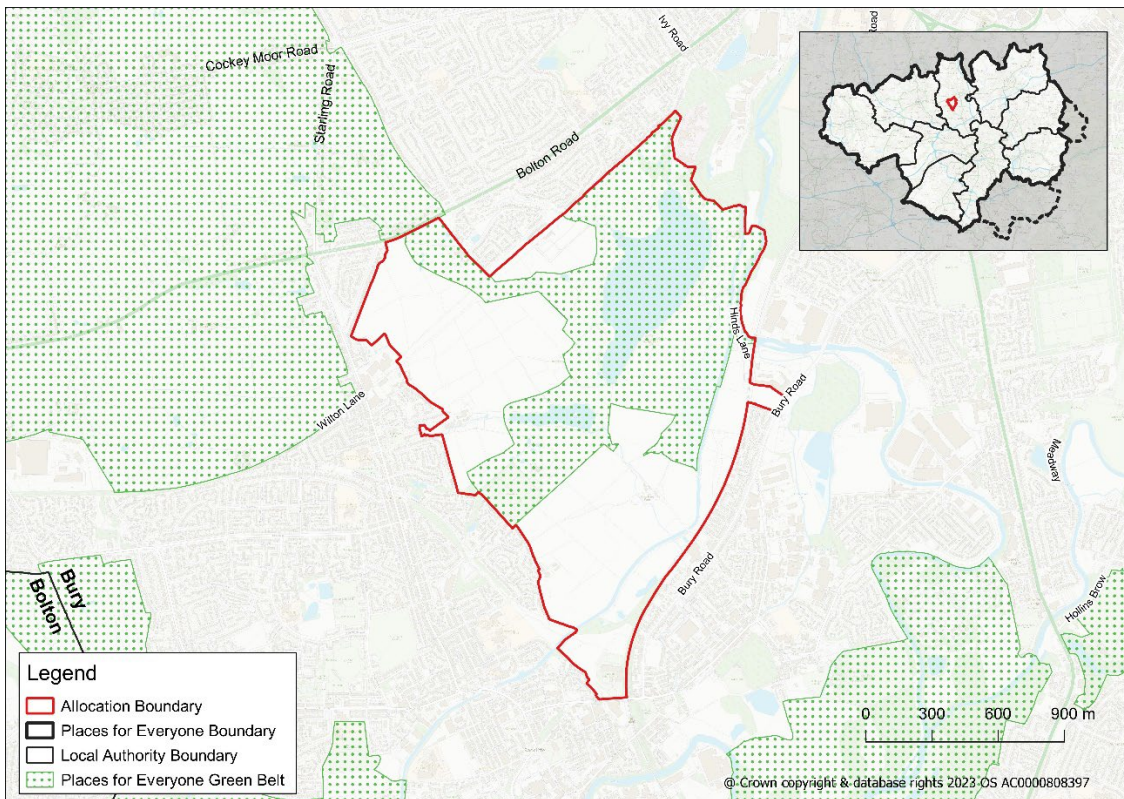 Ivy Road
Road
Cockey Moor Road
Starling Road
Bolton Road
Hinds Lane
Bury Road
Wilton Lane
Meagway
Bury Road
Hollins Brow
Bury
Bolton
Legend
Allocation Boundary
Places for Everyone Boundary
Local Authority Boundary
Places for Everyone Green Belt
0 300 600 900 m
© Crown copyright & database rights 2023 OS AC0000808397